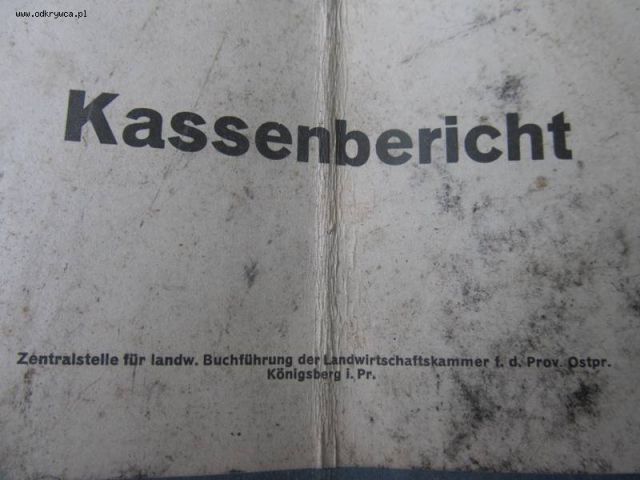 www.odkrywca.pl
Kassenbericht
Zentralstelle für landw. Buchführung der Landwirtschaftskammer f. d. Prov. Ostpr.
Königsberg i. Pr.